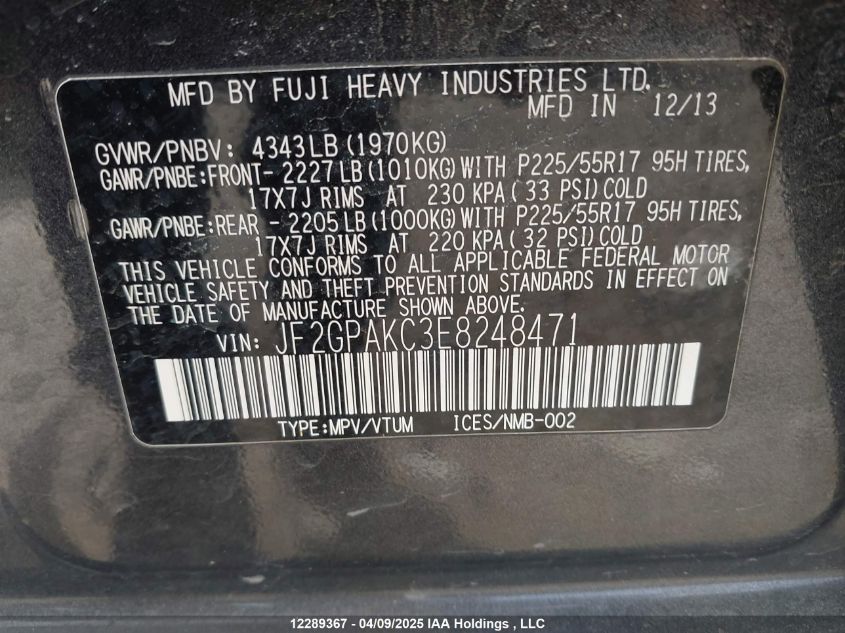 MFD BY FUJI HEAVY INDUSTRIES LTD.
MFD IN 12/13
GVWR/PNBV: 4343LB (1970KG)
GAWR/PNBE:FRONT-2227LB(1010KG)WITH P225/55R17 95H TIRES,
17X7J RIMS AT 230 KPA(33 PSI)COLD
GAWR/PNBE:REAR -2205LB(1000KG)WITH P225/55R17 95H TIRES,
17X7J RIMS AT 220 KPA(32 PSI)COLD
THIS VEHICLE CONFORMS TO ALL APPLICABLE FEDERAL MOTOR
VEHICLE SAFETY AND THEFT PREVENTION STANDARDS IN EFFECT ON
THE DATE OF MANUFACTURE SHOWN ABOVE.
VIN: JF2GPAKC3E8248471
TYPE:MPV/VTUM ICES/NMB-002
12289367 - 04/09/2025 IAA Holdings , LLC